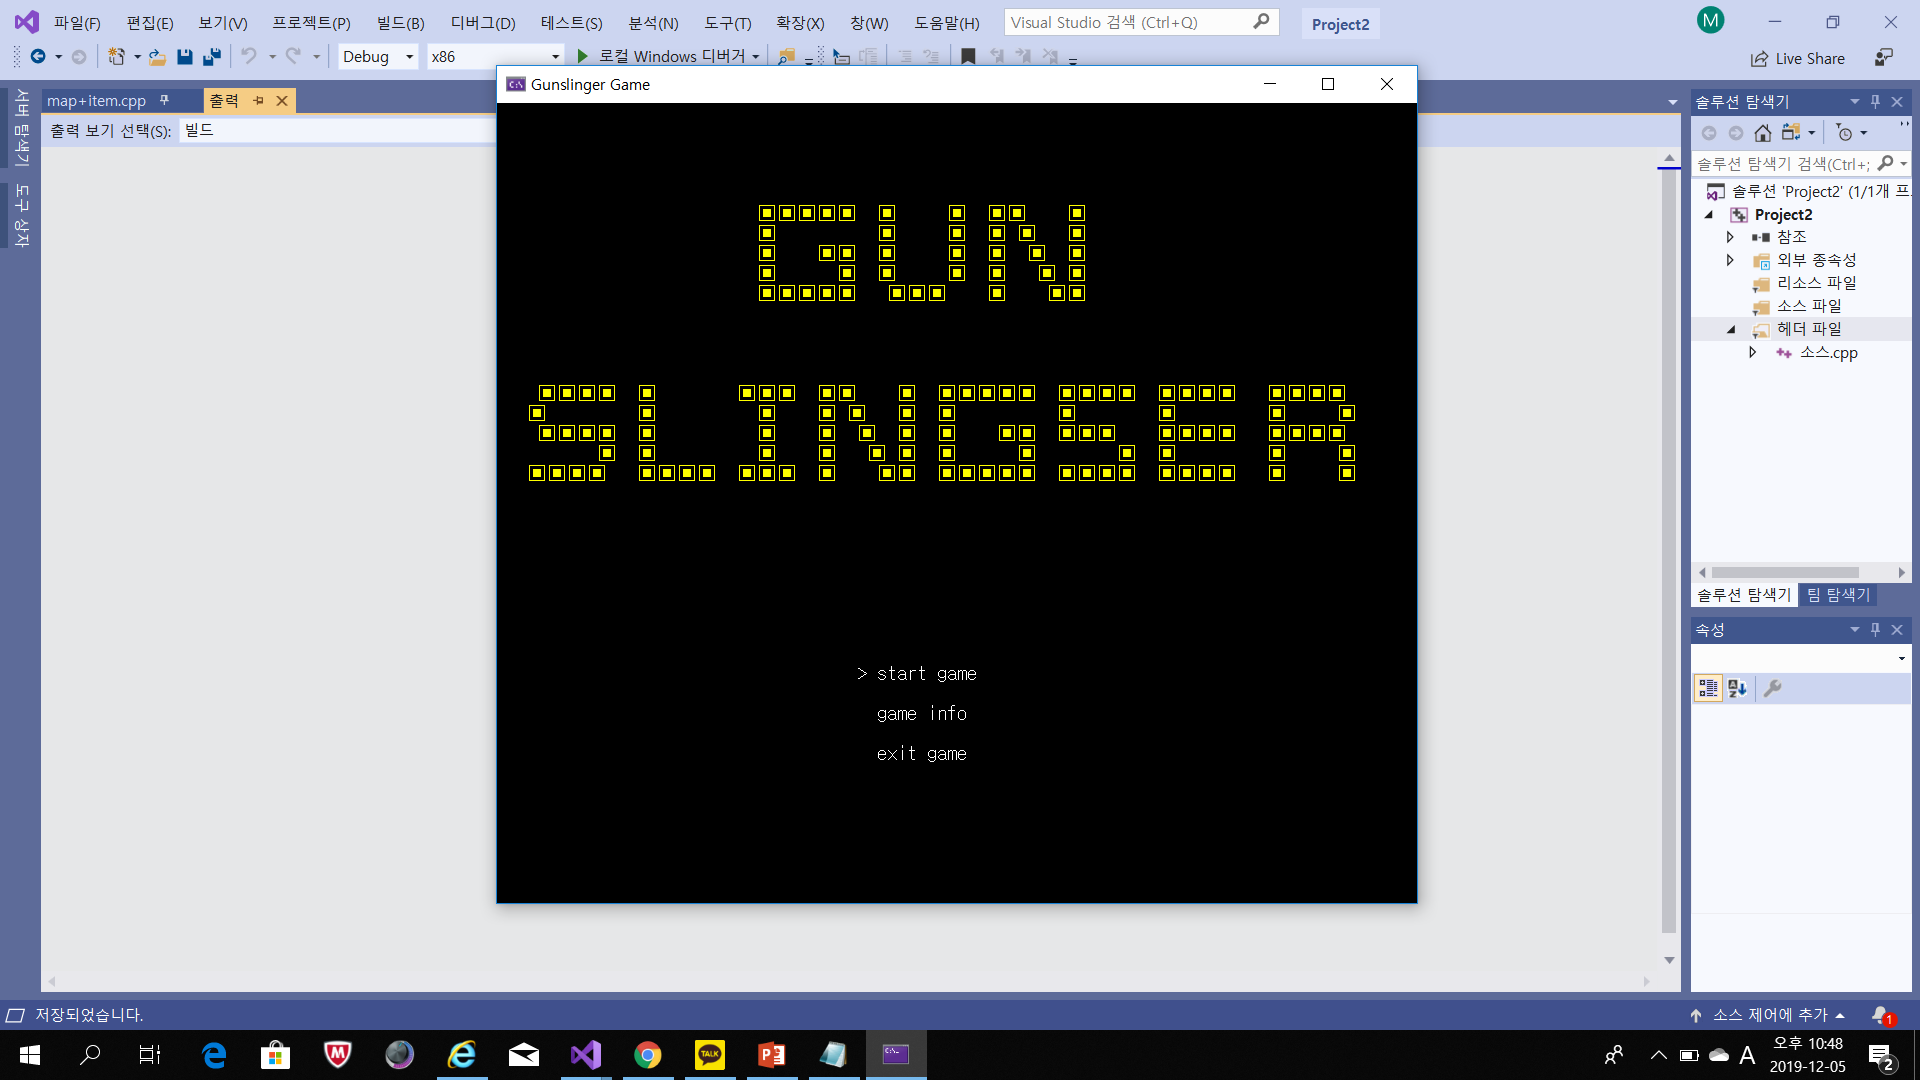 파일(F) 편집(E) 보기(V) 프로젝트(P) 빌드(B) 디버그(D) 테스트(S) 분석(N) 도구(T) 확장(X) 창(W) 도움말(H) Visual Studio 검색 (Ctrl+Q) Project2 M
Debug x86 로컬 Windows 디버거 Live Share
서버 탐색기
도구 상자
map+item.cpp 출력
출력 보기 선택(S): 빌드
Gunslinger Game
GUN
SLINGSER
> start game
game info
exit game
솔루션 탐색기
솔루션 탐색기 검색(Ctrl+;
솔루션 'Project2' (1/1개 프
Project2
참조
외부 종속성
리소스 파일
소스 파일
헤더 파일
소스.cpp
솔루션 탐색기 팀 탐색기
속성
저장되었습니다. 소스 제어에 추가 1
TALK A 오후 10:48
2019-12-05 2